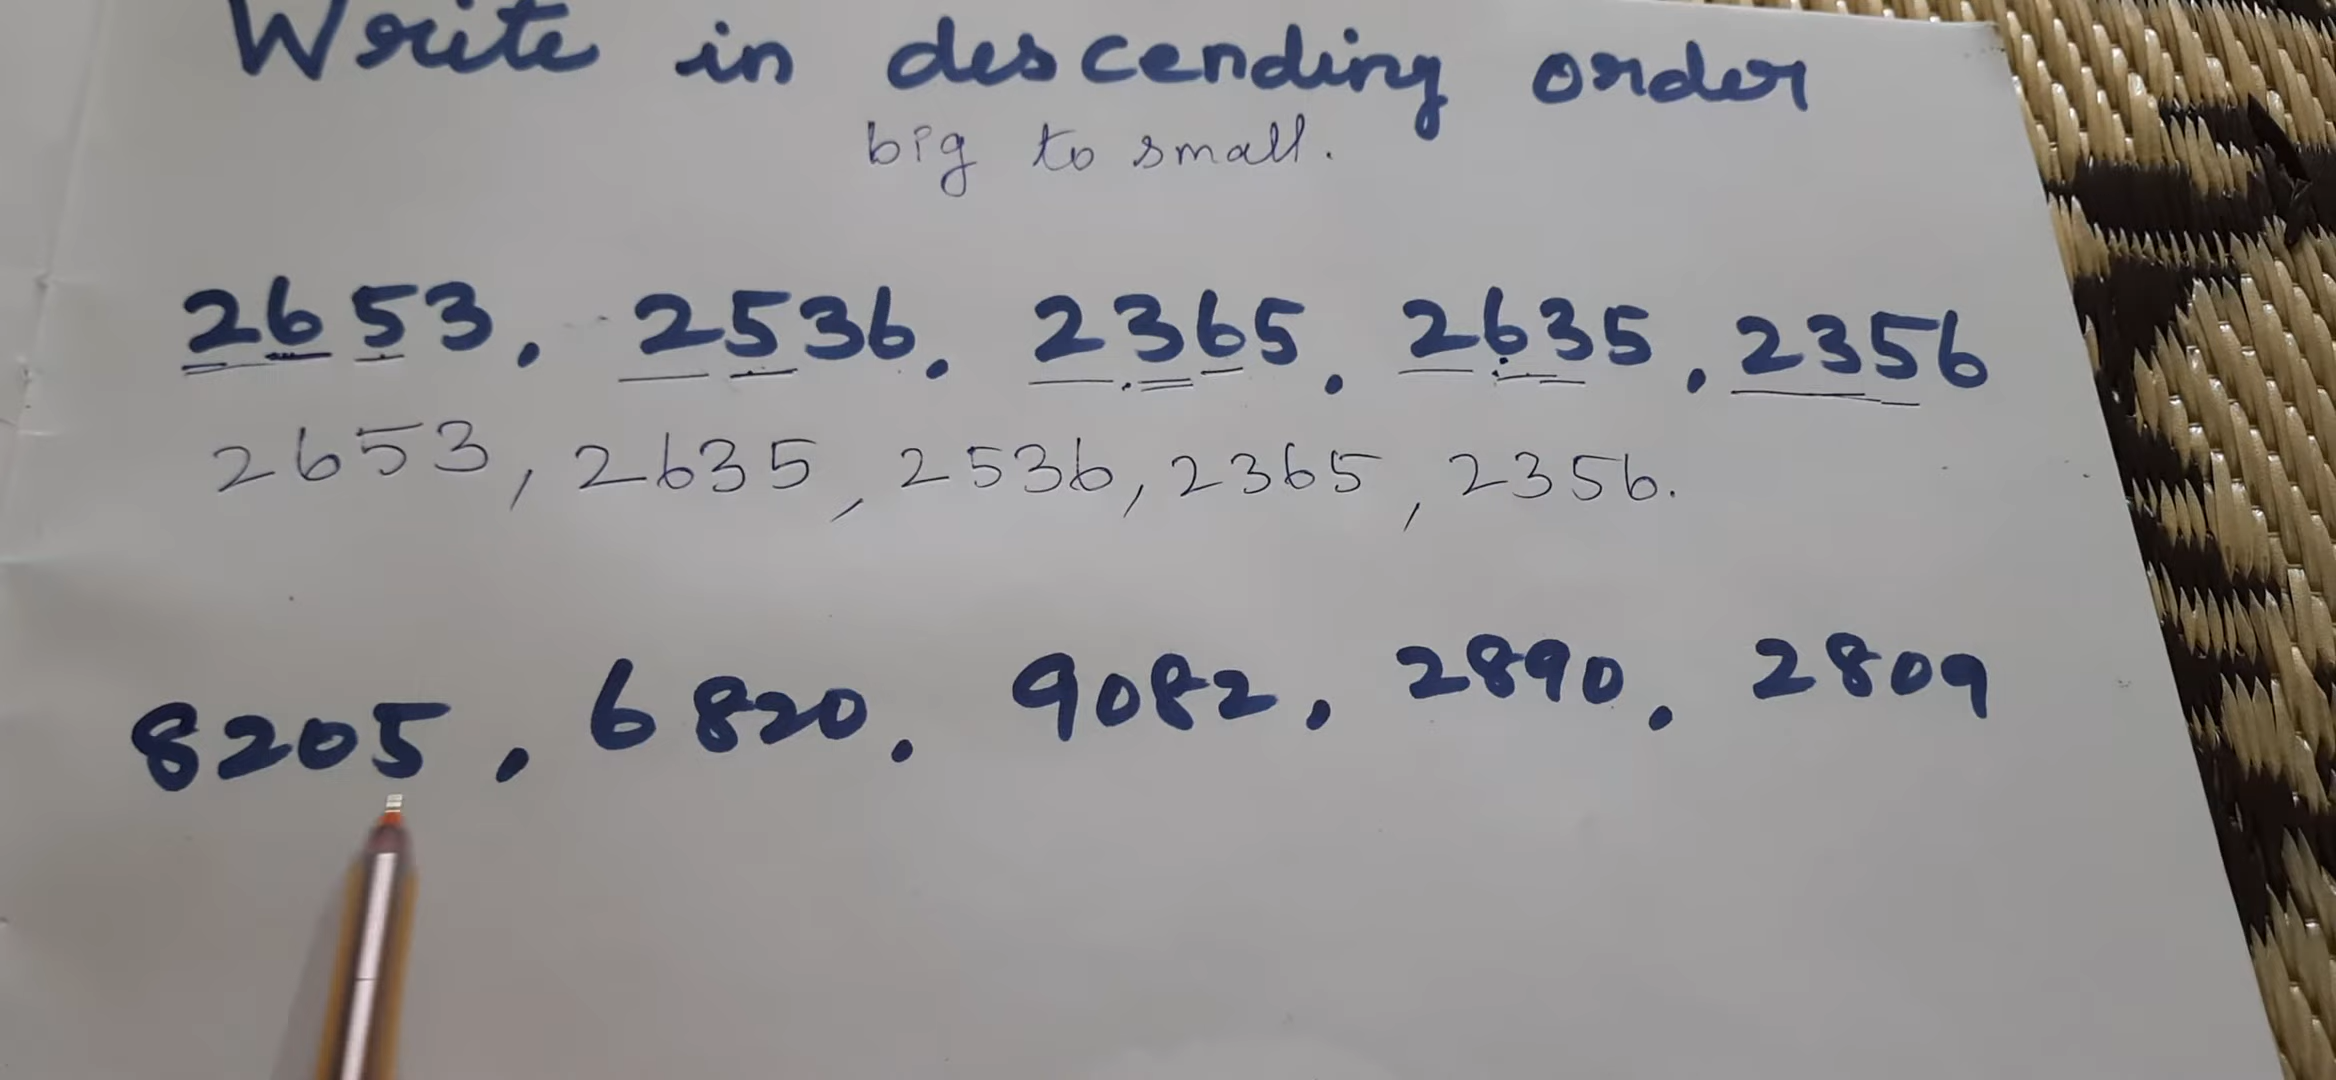 Write in descending order
big to small.
2653, 2536, 2365, 2635, 2356
2653, 2635, 2536, 2365, 2356.
8205, 6820, 9082, 2890, 2809